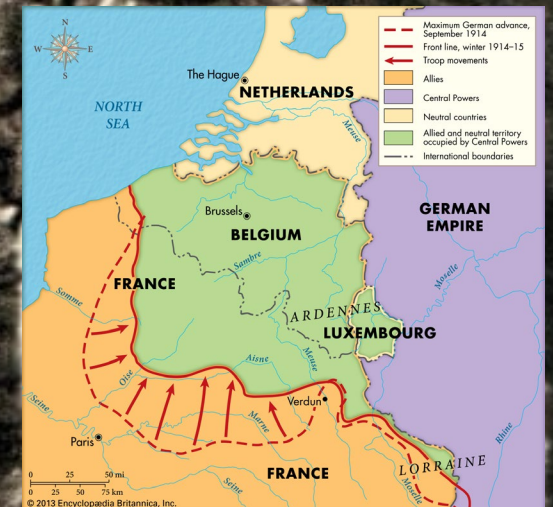 Maximum German advance,
September 1914
Front line, winter 1914–15
Troop movements
Allies
Central Powers
Neutral countries
Allied and neutral territory
occupied by Central Powers
International boundaries
N
W E
S
The Hague
NETHERLANDS
NORTH
SEA
Meuse
Brussels
BELGIUM
GERMAN
EMPIRE
Sambre
Moselle
FRANCE
ARDENNES
Somme
LUXEMBOURG
Aisne
Meuse
Oise
Verdun
Seine
Marne
Rhine
Paris
LORRAINE
FRANCE
Seine
Moselle
0 25 50 mi
0 25 50 75 km
© 2013 Encyclopædia Britannica, Inc.